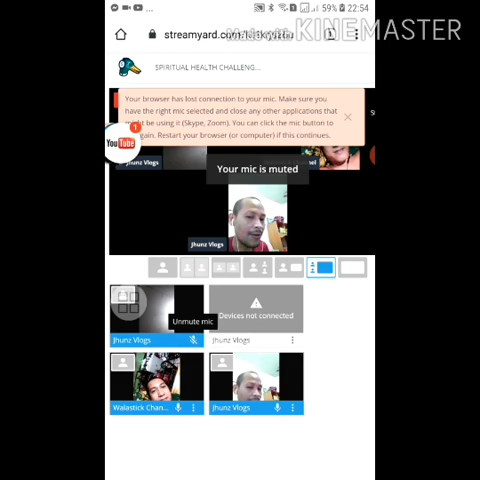 59% 22:54
streamyard.com
Made with KINEMASTER
SPIRITUAL HEALTH CHALLENG...
Your browser has lost connection to your mic. Make sure you
have the right mic selected and close any other applications that
might be using it (Skype, Zoom). You can click the mic button to
again. Restart your browser (or computer) if this continues.
1
YouTube
Jhunz Vlogs
Your mic is muted
Jhunz Vlogs
Devices not connected
Unmute mic
Jhunz Vlogs
Jhunz Vlogs
Walastick Chan...
Jhunz Vlogs